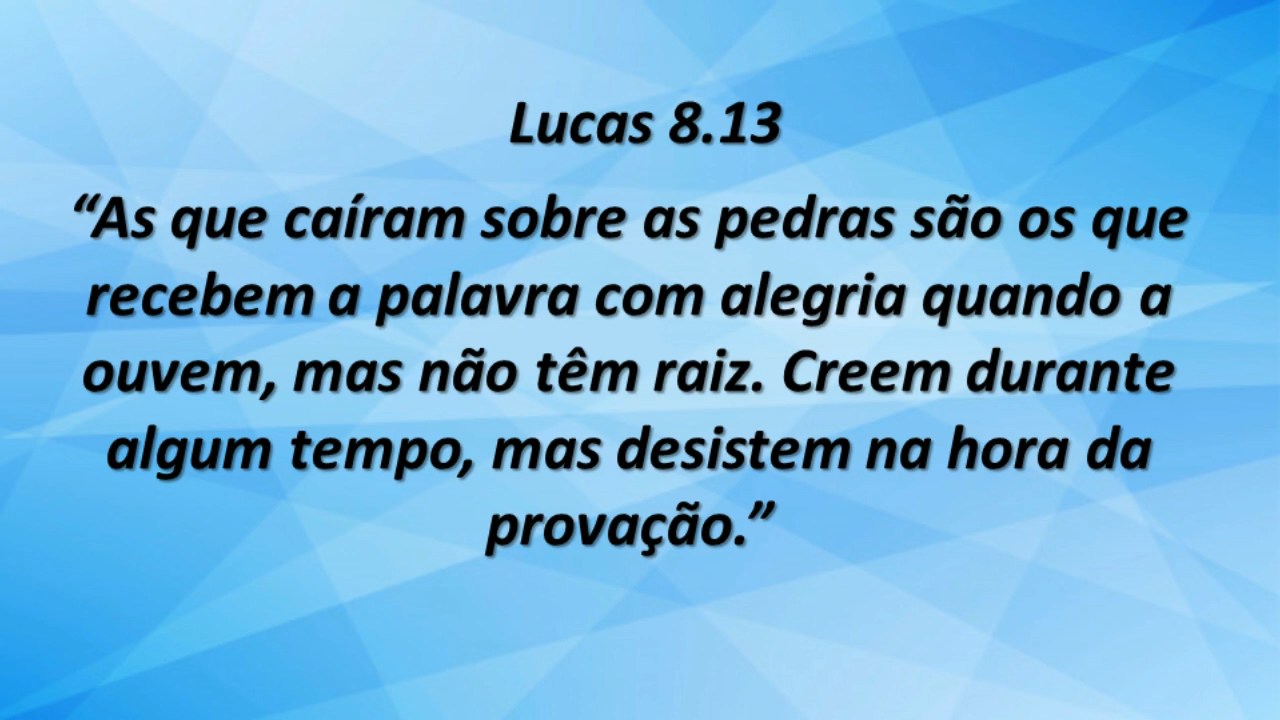 Lucas 8.13
“As que caíram sobre as pedras são os que
recebem a palavra com alegria quando a
ouvem, mas não têm raiz. Creem durante
algum tempo, mas desistem na hora da
provação.”